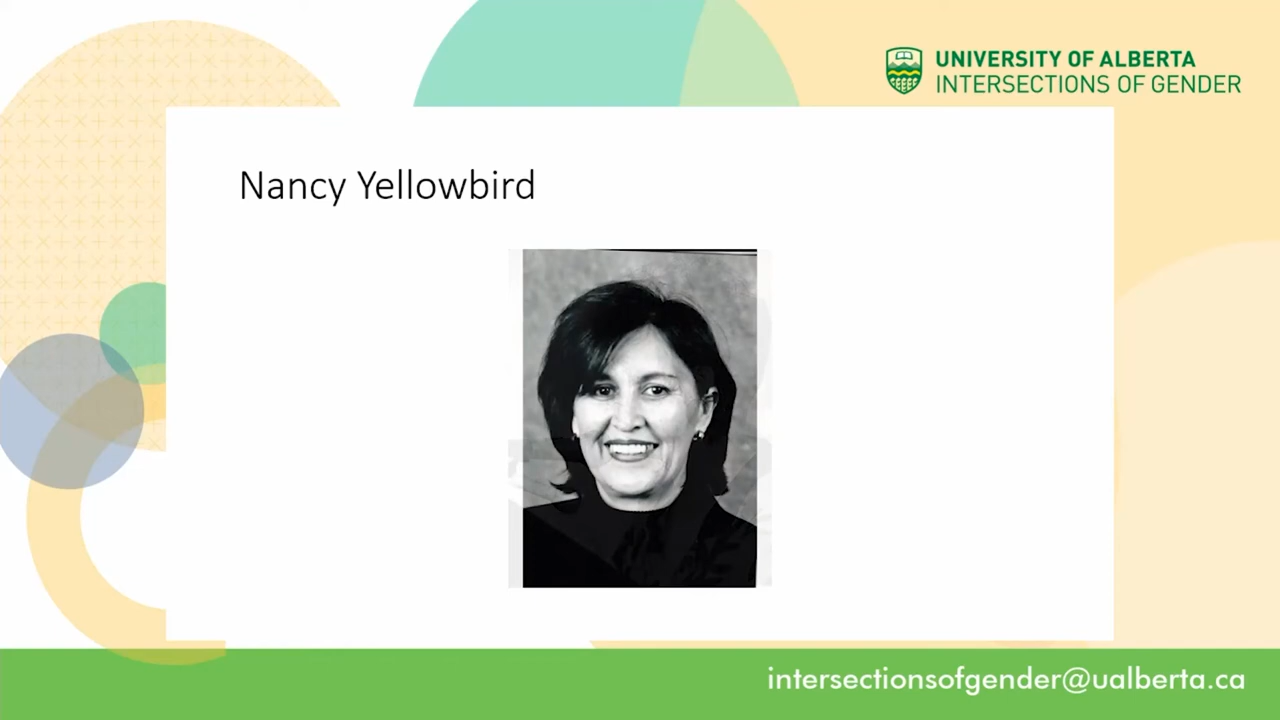 UNIVERSITY OF ALBERTA
INTERSECTIONS OF GENDER
Nancy Yellowbird
intersectionsofgender@ualberta.ca